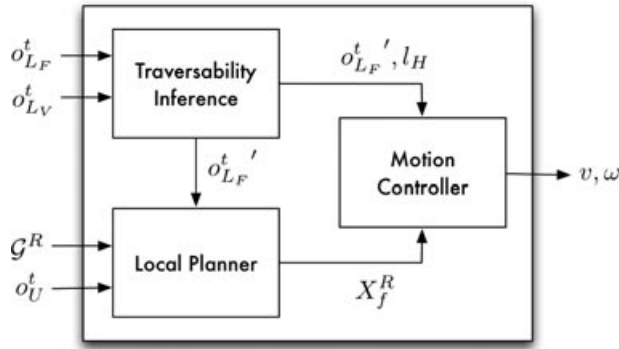 o^t_{L_F}
o^t_{L_V}
Traversability
Inference
o^t_{L_F}', l_H
o^t_{L_F}'
Motion
Controller
v, ω
𝒢^R
o^t_U
Local Planner
X^R_f